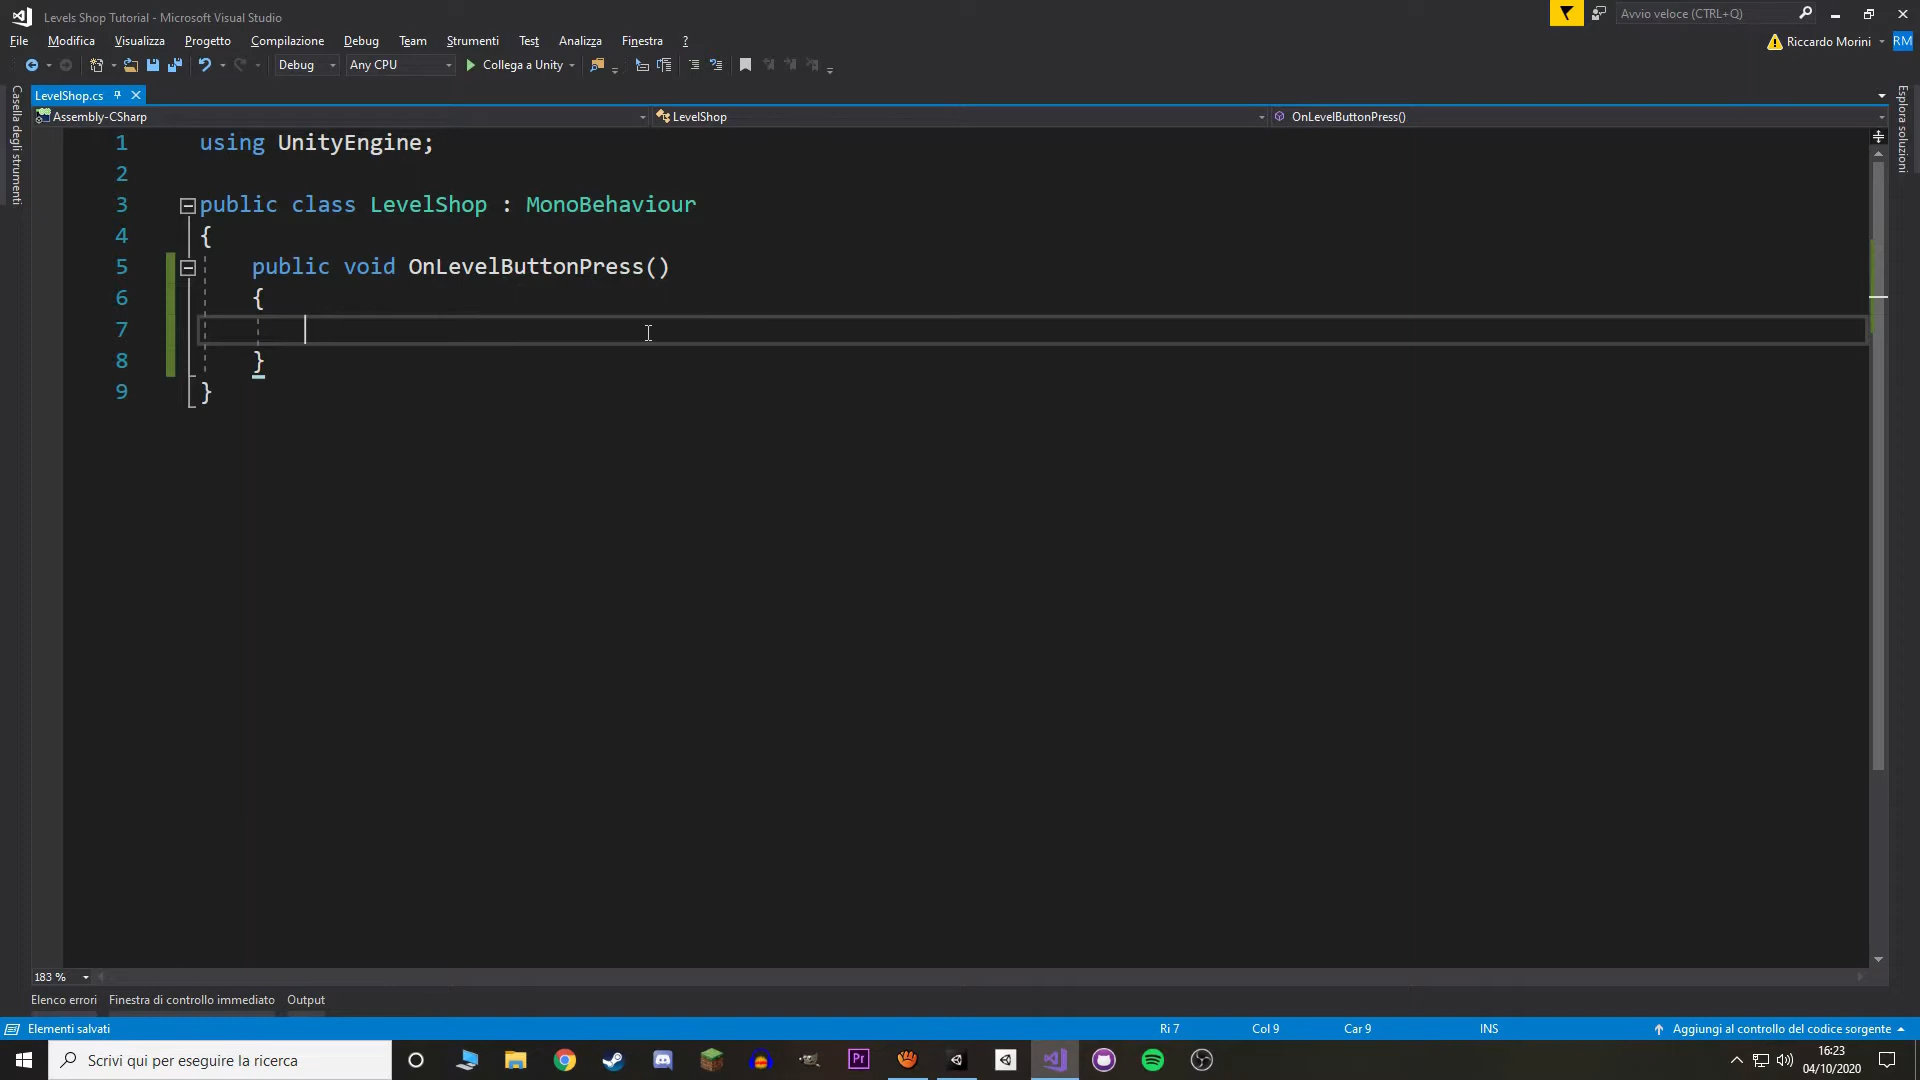 Levels Shop Tutorial - Microsoft Visual Studio
Avvio veloce (CTRL+Q)
File Modifica Visualizza Progetto Compilazione Debug Team Strumenti Test Analizza Finestra ?
Riccardo Morini RM
Debug Any CPU Collega a Unity
LevelShop.cs
Assembly-CSharp LevelShop OnLevelButtonPress()
Casella degli strumenti
Esplora soluzioni
1 using UnityEngine;
2
3 public class LevelShop : MonoBehaviour
4 {
5 public void OnLevelButtonPress()
6 {
7
8 }
9 }
183 %
Elenco errori Finestra di controllo immediato Output
Elementi salvati Ri 7 Col 9 Car 9 INS Aggiungi al controllo del codice sorgente
Scrivi qui per eseguire la ricerca
Pr
16:23
04/10/2020